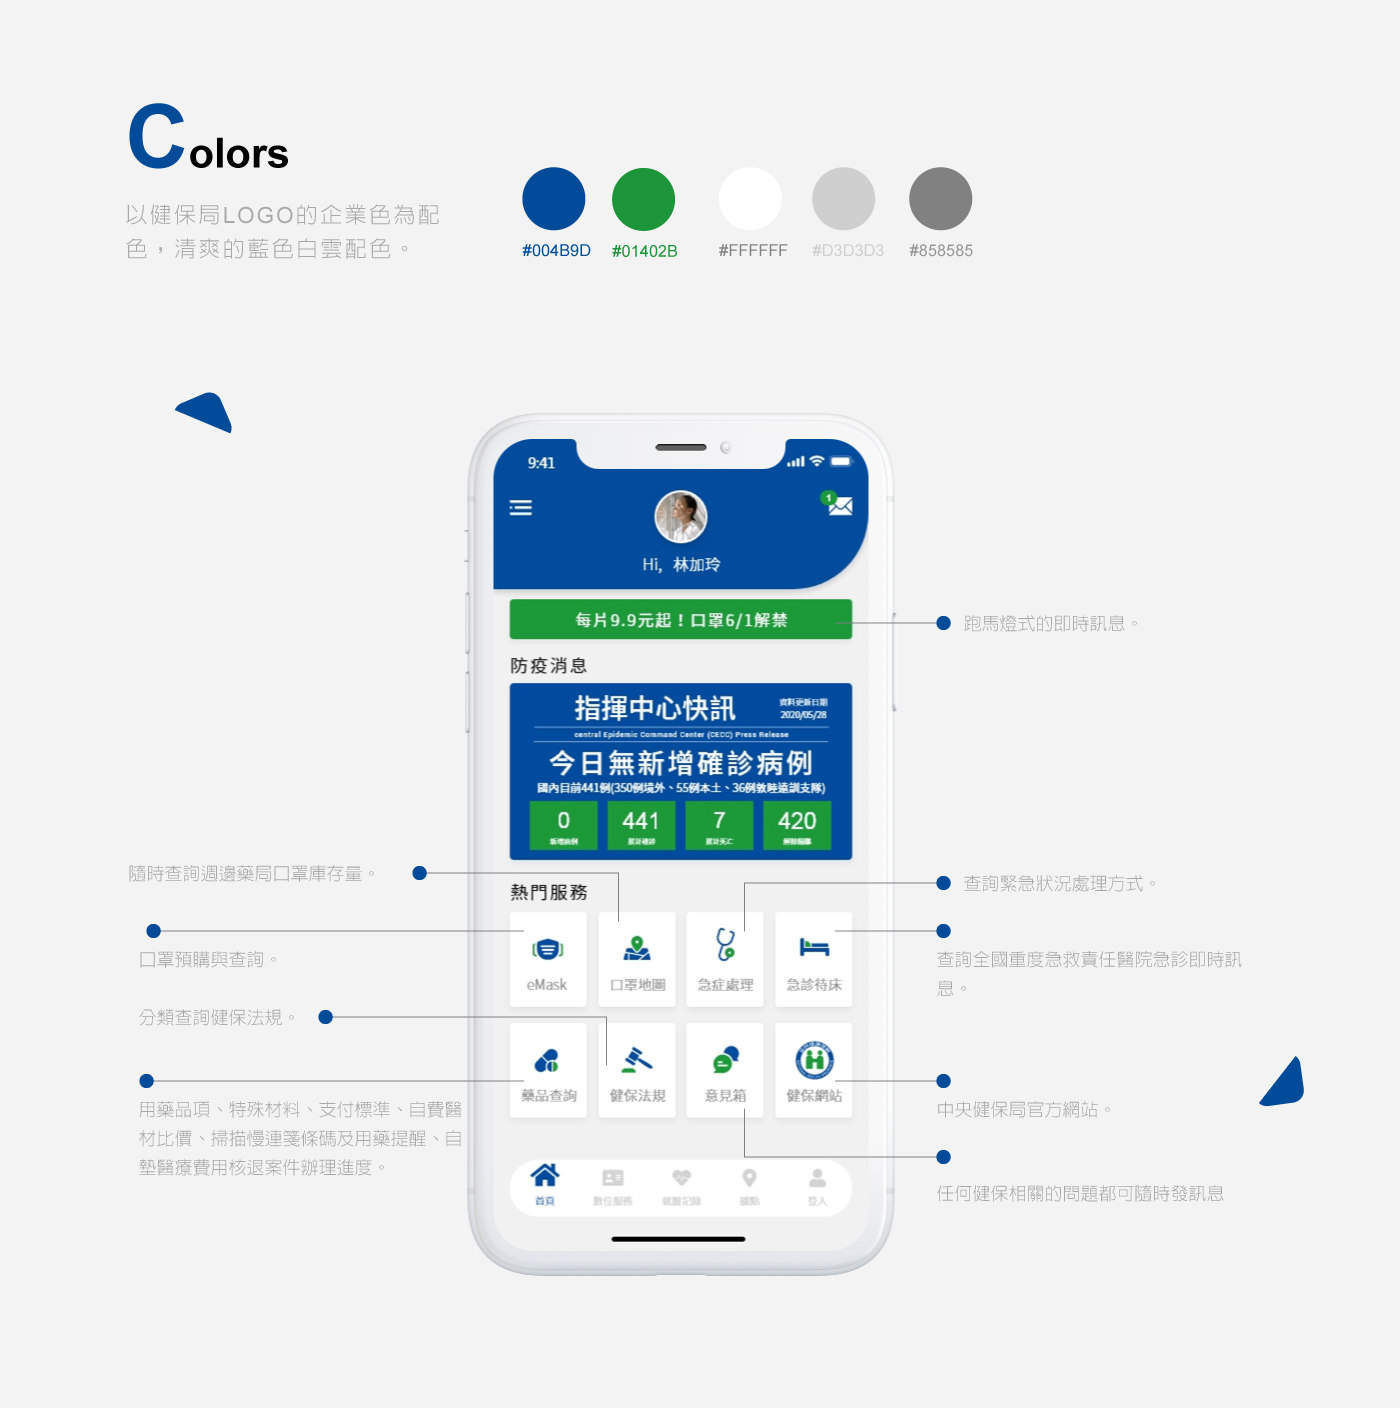 Colors
以健保局LOGO的企業色為配
色，清爽的藍色白雲配色。
#004B9D
#01402B
#FFFFFF
#D3D3D3
#858585
9:41
1
Hi, 林加玲
每片9.9元起！口罩6/1解禁
跑馬燈式的即時訊息。
防疫消息
指揮中心快訊
資料更新日期
2020/05/28
central Epidemic Command Center (CECC) Press Release
今日無新增確診病例
國內目前441例(350例境外、55例本土、36例敦睦遠訓支隊)
0
441
7
420
新增病例
累計確診
累計死亡
解除隔離
隨時查詢週邊藥局口罩庫存量。
熱門服務
查詢緊急狀況處理方式。
口罩預購與查詢。
查詢全國重度急救責任醫院急診即時訊
息。
eMask
口罩地圖
急症處理
急診待床
分類查詢健保法規。
藥品查詢
健保法規
意見箱
健保網站
用藥品項、特殊材料、支付標準、自費醫
材比價、掃描慢連箋條碼及用藥提醒、自
墊醫療費用核退案件辦理進度。
中央健保局官方網站。
任何健保相關的問題都可隨時發訊息
首頁
數位服務
就醫記錄
據點
登入